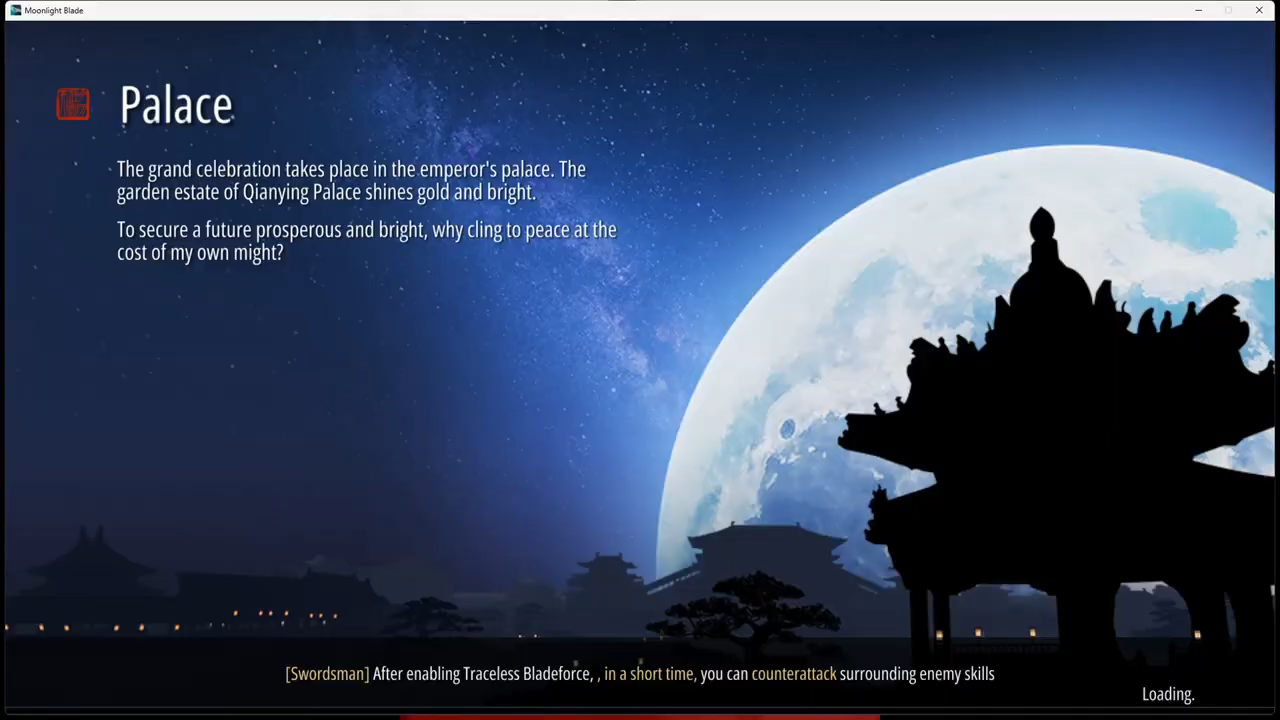 Moonlight Blade
Palace
The grand celebration takes place in the emperor's palace. The
garden estate of Qianying Palace shines gold and bright.
To secure a future prosperous and bright, why cling to peace at the
cost of my own might?
[Swordsman] After enabling Traceless Bladeforce, , in a short time, you can counterattack surrounding enemy skills
Loading.